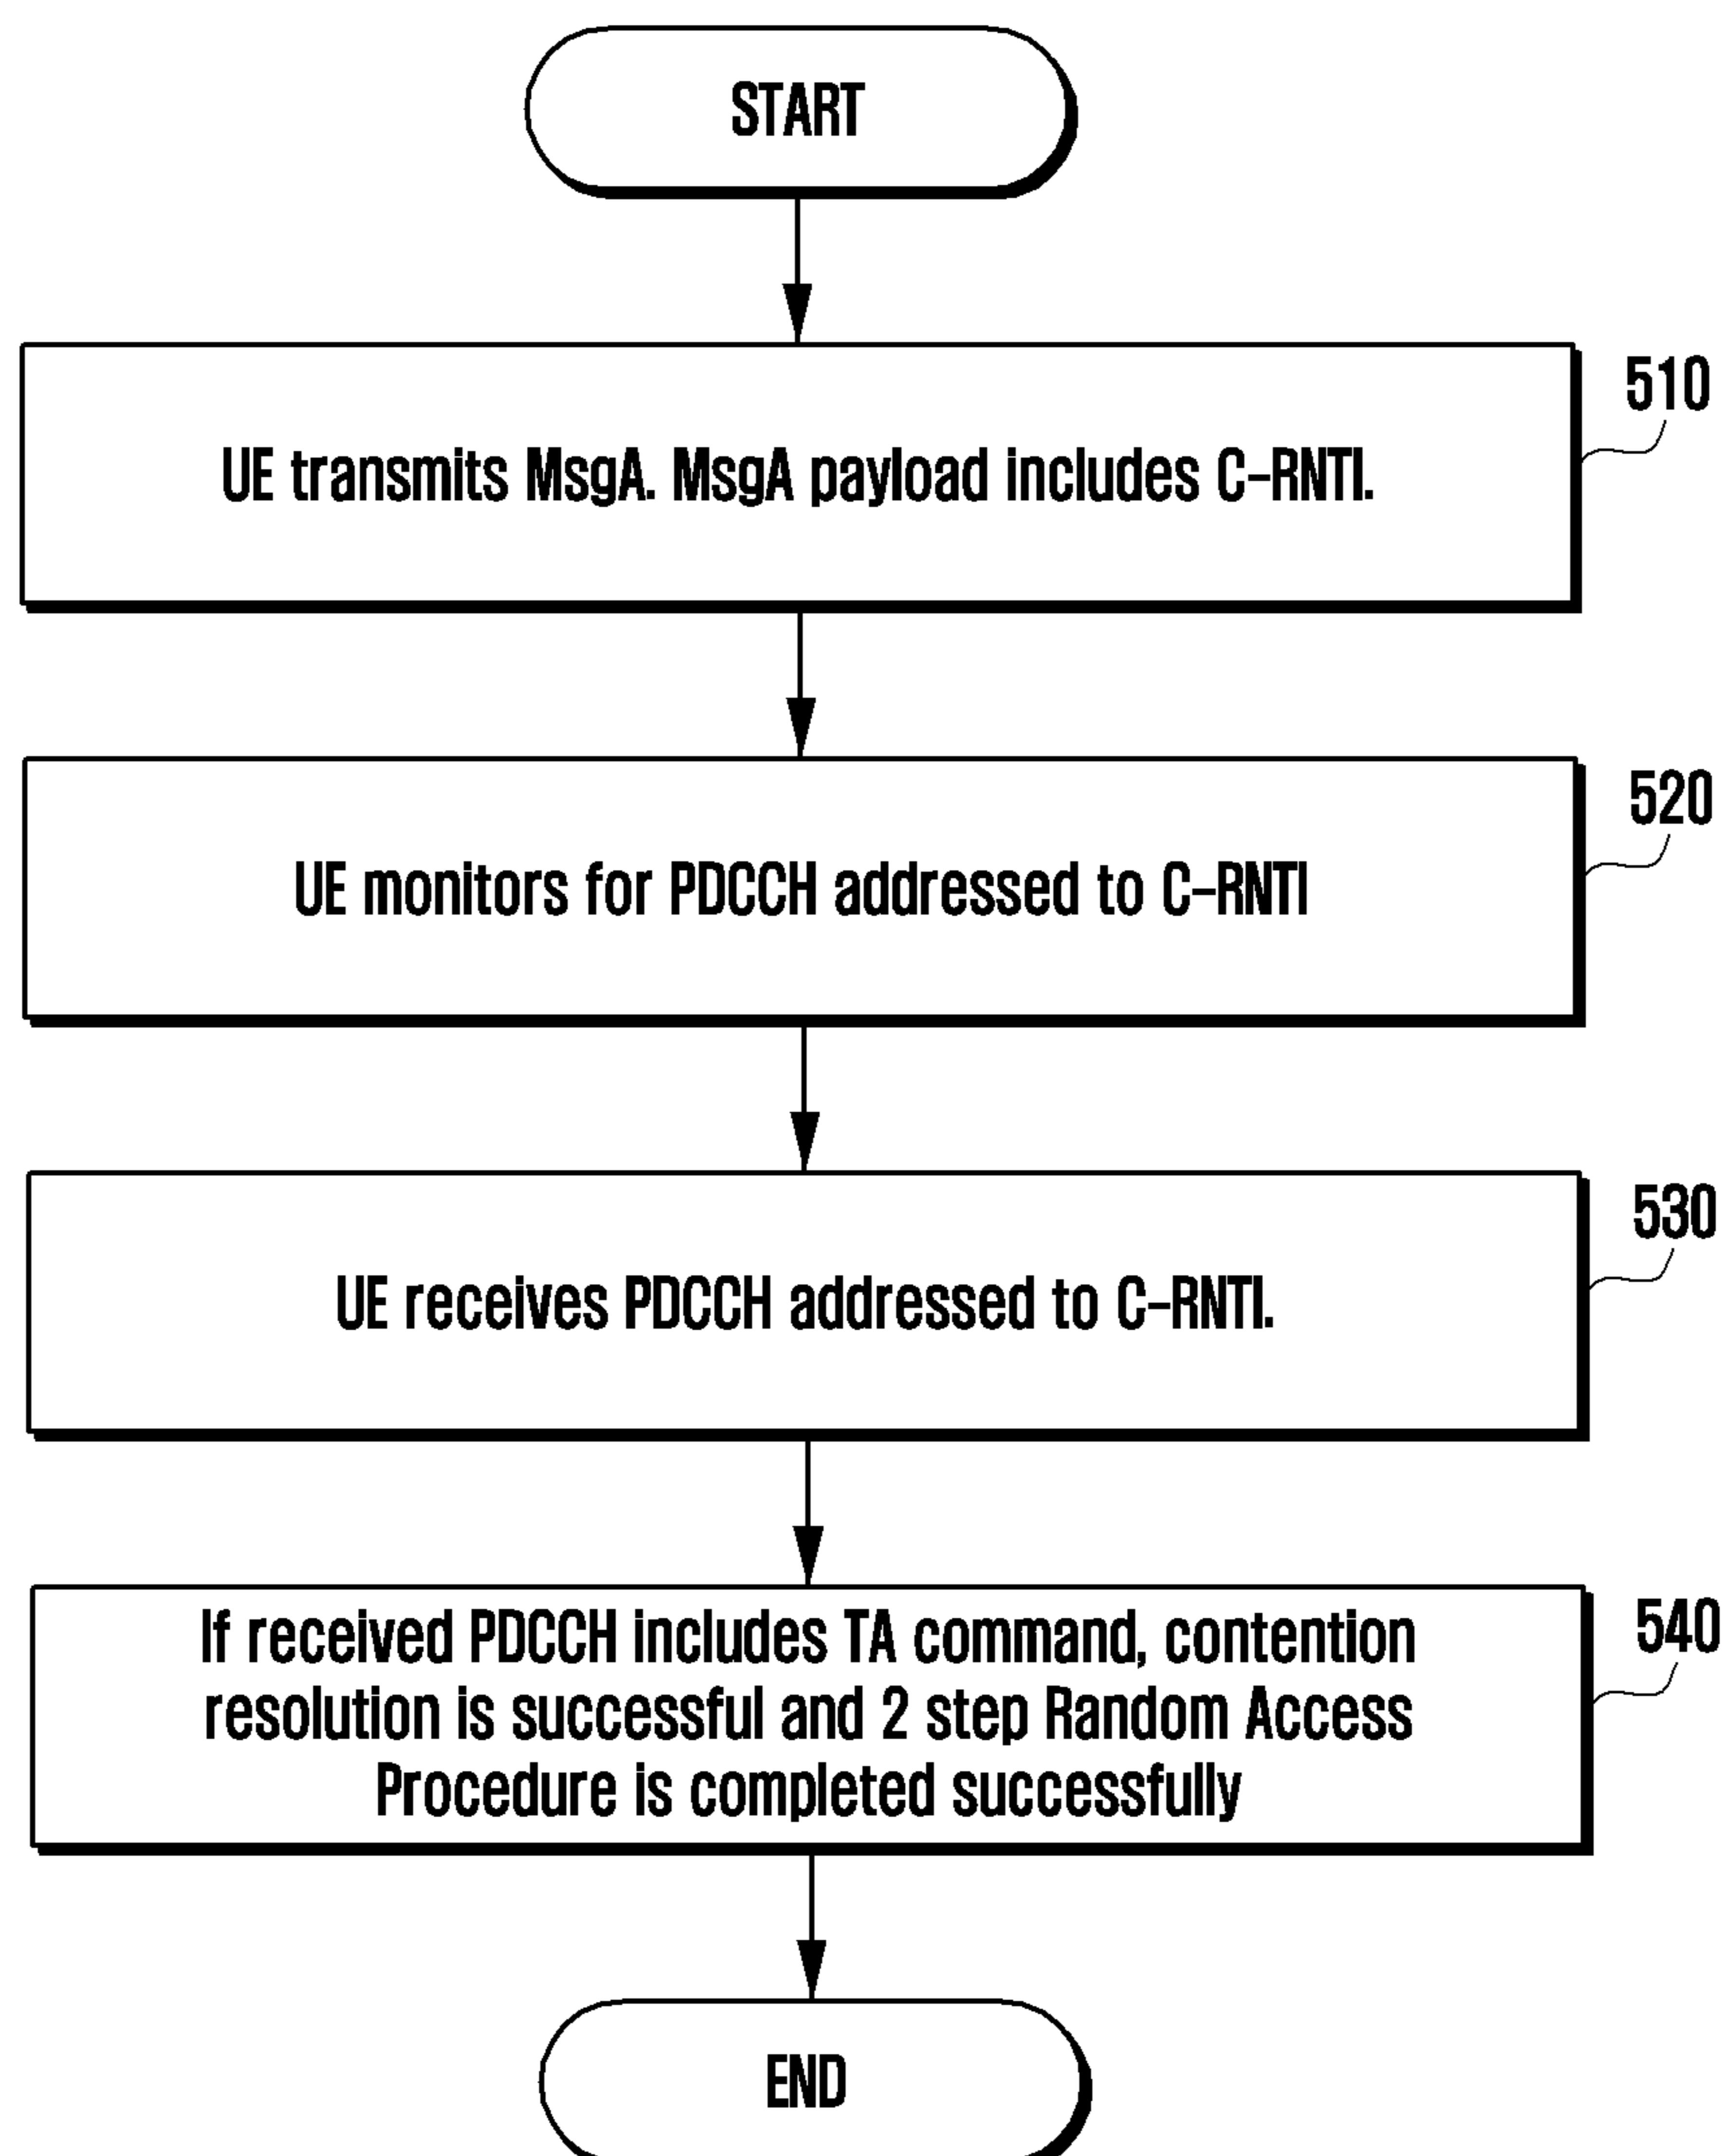 START
510
UE transmits MsgA. MsgA payload includes C-RNTI.
520
UE monitors for PDCCH addressed to C-RNTI
530
UE receives PDCCH addressed to C-RNTI.
540
If received PDCCH includes TA command, contention
resolution is successful and 2 step Random Access
Procedure is completed successfully
END